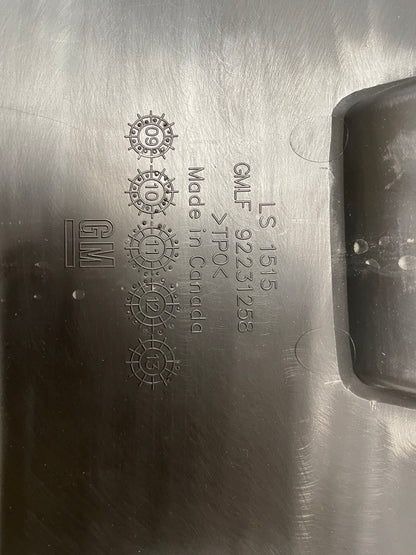 LS 1515
GMLF 92231258
>TPO<
Made in Canada
09 10 11 12 13
GM